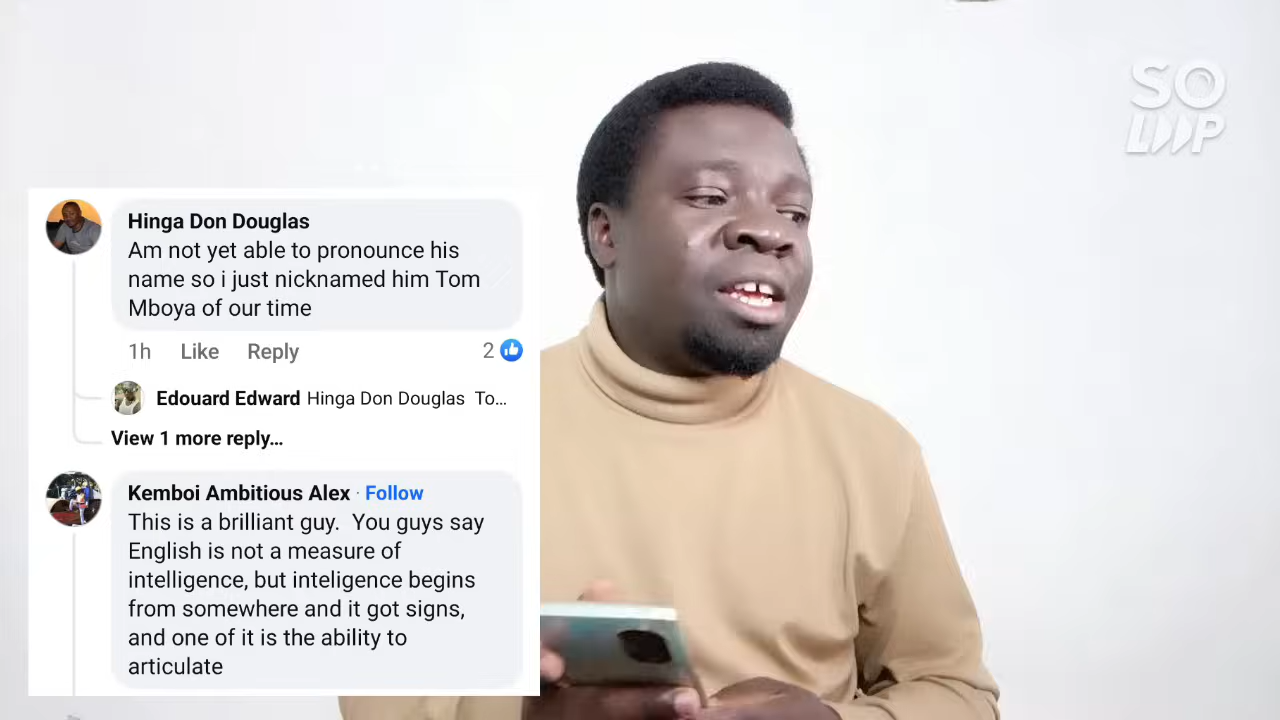 SO
LOOP
Hinga Don Douglas
Am not yet able to pronounce his
name so i just nicknamed him Tom
Mboya of our time
1h Like Reply 2
Edouard Edward Hinga Don Douglas To...
View 1 more reply...
Kemboi Ambitious Alex · Follow
This is a brilliant guy. You guys say
English is not a measure of
intelligence, but inteligence begins
from somewhere and it got signs,
and one of it is the ability to
articulate